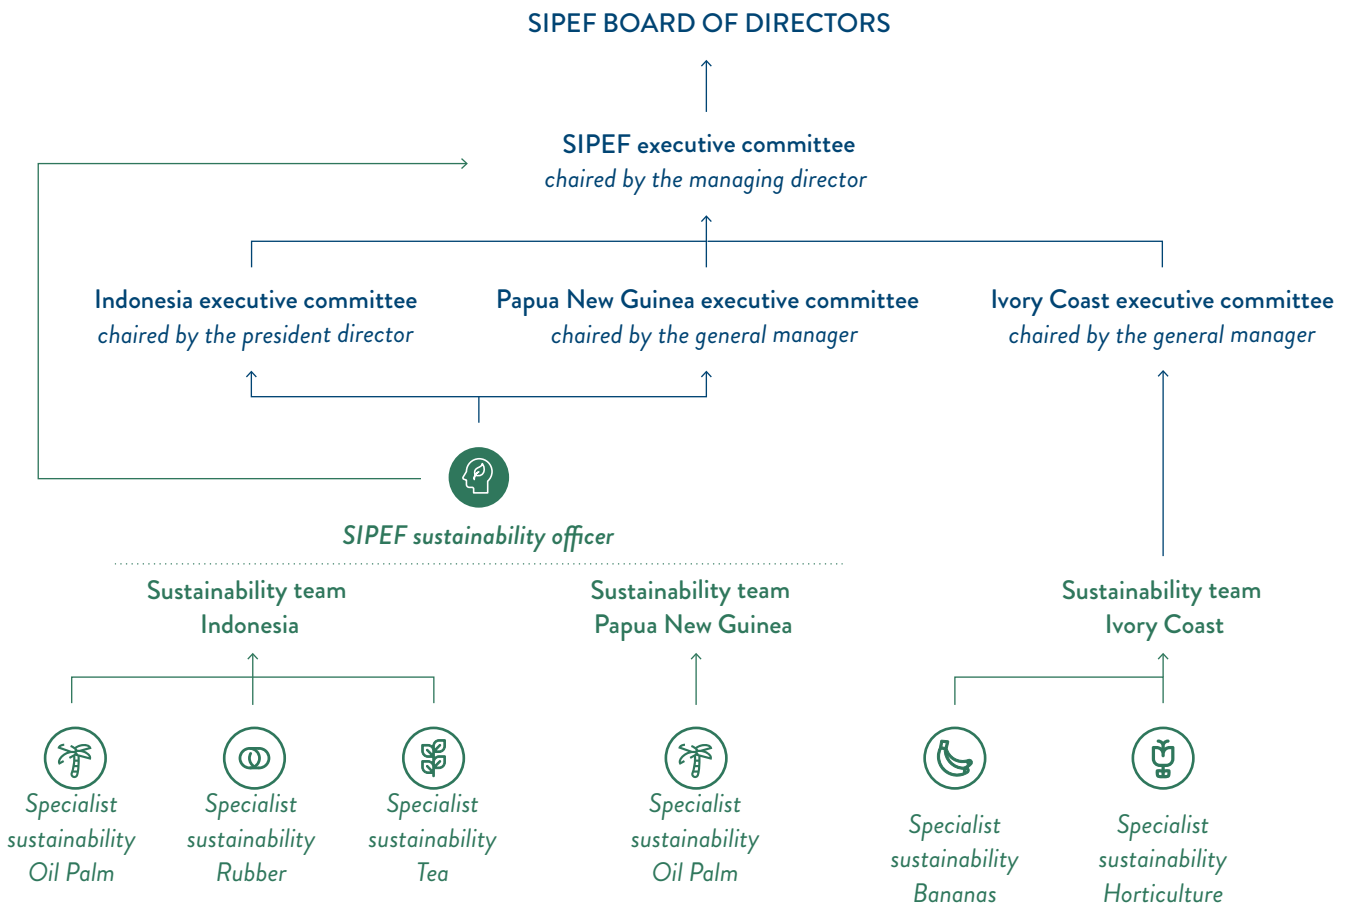 SIPEF BOARD OF DIRECTORS
SIPEF executive committee
chaired by the managing director
Indonesia executive committee
chaired by the president director
Papua New Guinea executive committee
chaired by the general manager
Ivory Coast executive committee
chaired by the general manager
SIPEF sustainability officer
Sustainability team
Indonesia
Sustainability team
Papua New Guinea
Sustainability team
Ivory Coast
Specialist
sustainability
Oil Palm
Specialist
sustainability
Rubber
Specialist
sustainability
Tea
Specialist
sustainability
Oil Palm
Specialist
sustainability
Bananas
Specialist
sustainability
Horticulture